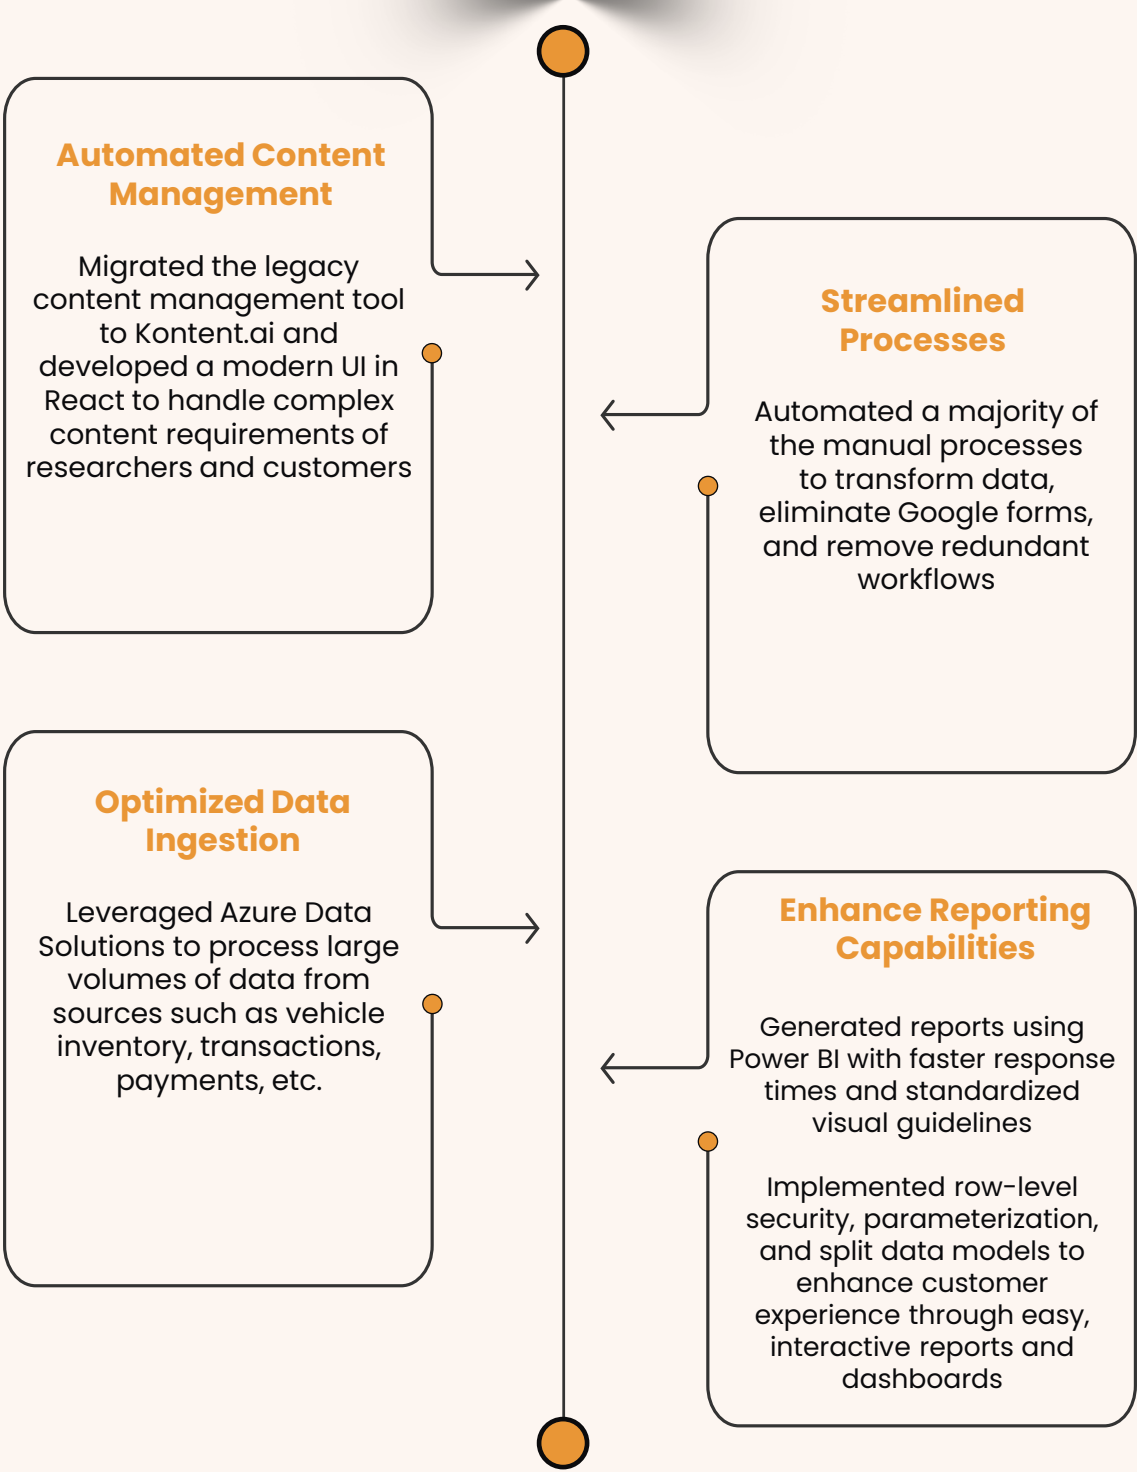 Automated Content
Management
Migrated the legacy
content management tool
to Kontent.ai and
developed a modern UI in
React to handle complex
content requirements of
researchers and customers
Streamlined
Processes
Automated a majority of
the manual processes
to transform data,
eliminate Google forms,
and remove redundant
workflows
Optimized Data
Ingestion
Leveraged Azure Data
Solutions to process large
volumes of data from
sources such as vehicle
inventory, transactions,
payments, etc.
Enhance Reporting
Capabilities
Generated reports using
Power BI with faster response
times and standardized
visual guidelines
Implemented row-level
security, parameterization,
and split data models to
enhance customer
experience through easy,
interactive reports and
dashboards